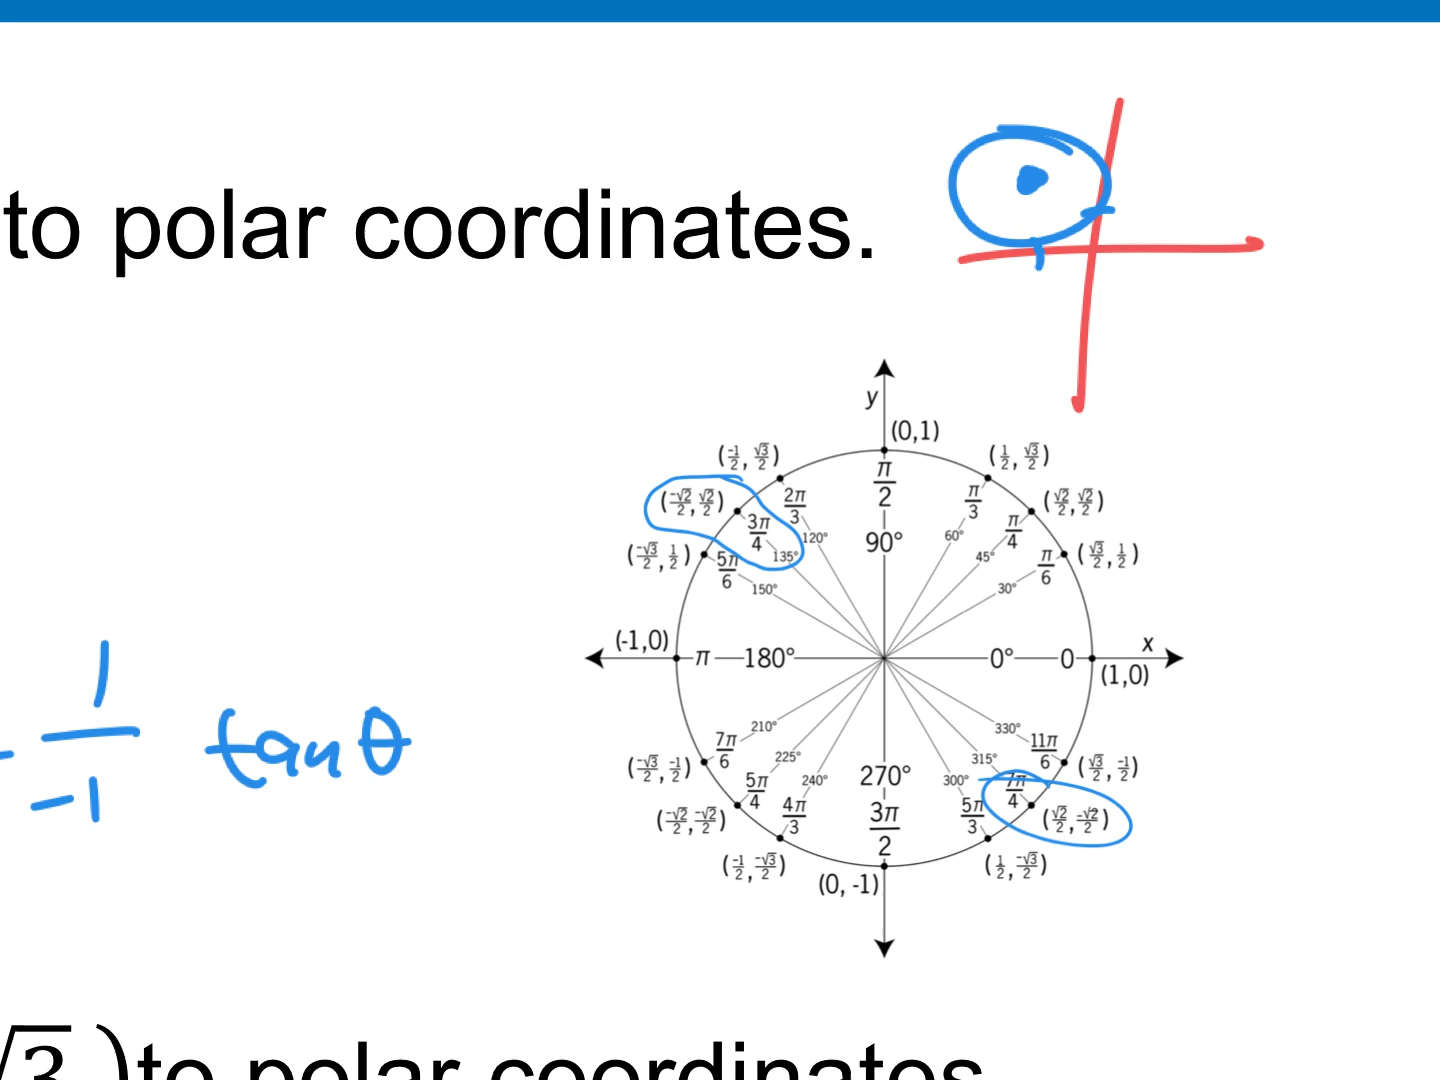 to polar coordinates.
y
(0,1)
(-1/2, √3/2) (1/2, √3/2)
(-√2/2, √2/2) 2π/3 π/2 π/3 (√2/2, √2/2)
3π/4 120° 90° 60° π/4
(-√3/2, 1/2) 5π/6 135° 45° π/6 (√3/2, 1/2)
150° 30°
(-1,0) π 180° 0° 0 x
(1,0)
1/-1 tan θ
210° 330°
(-√3/2, -1/2) 7π/6 225° 315° 11π/6 (√3/2, -1/2)
5π/4 240° 270° 300° 7π/4
(-√2/2, -√2/2) 4π/3 3π/2 5π/3 (√2/2, -√2/2)
(-1/2, -√3/2) (0, -1) (1/2, -√3/2)
√3 ) to polar coordinates